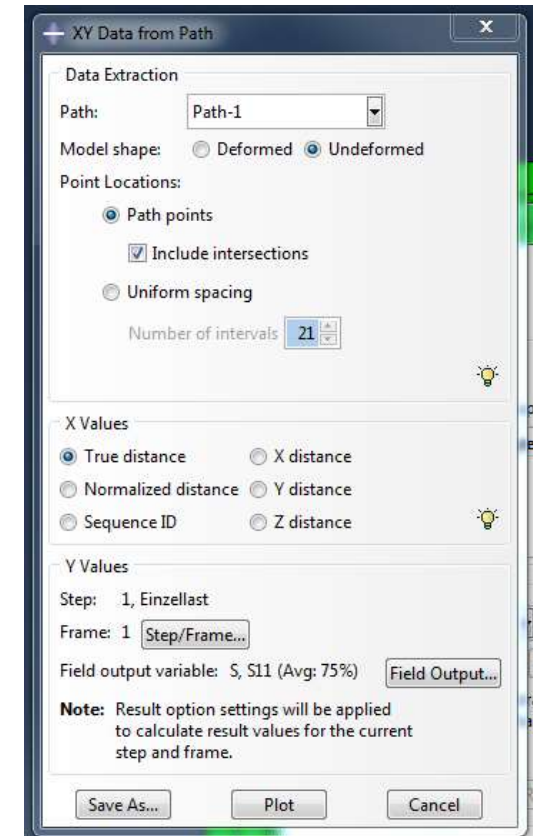 XY Data from Path
X
Data Extraction
Path: Path-1
Model shape: Deformed Undeformed
Point Locations:
Path points
Include intersections
Uniform spacing
Number of intervals 21
X Values
True distance X distance
Normalized distance Y distance
Sequence ID Z distance
Y Values
Step: 1, Einzellast
Frame: 1 Step/Frame...
Field output variable: S, S11 (Avg: 75%) Field Output...
Note: Result option settings will be applied
to calculate result values for the current
step and frame.
Save As... Plot Cancel